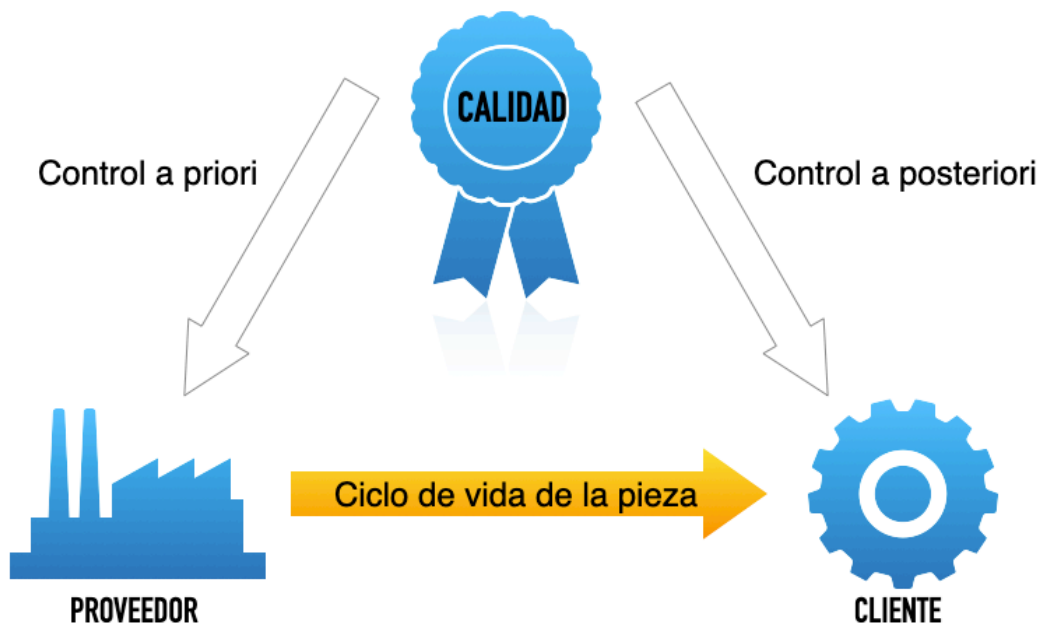 CALIDAD
Control a priori
Control a posteriori
Ciclo de vida de la pieza
PROVEEDOR
CLIENTE